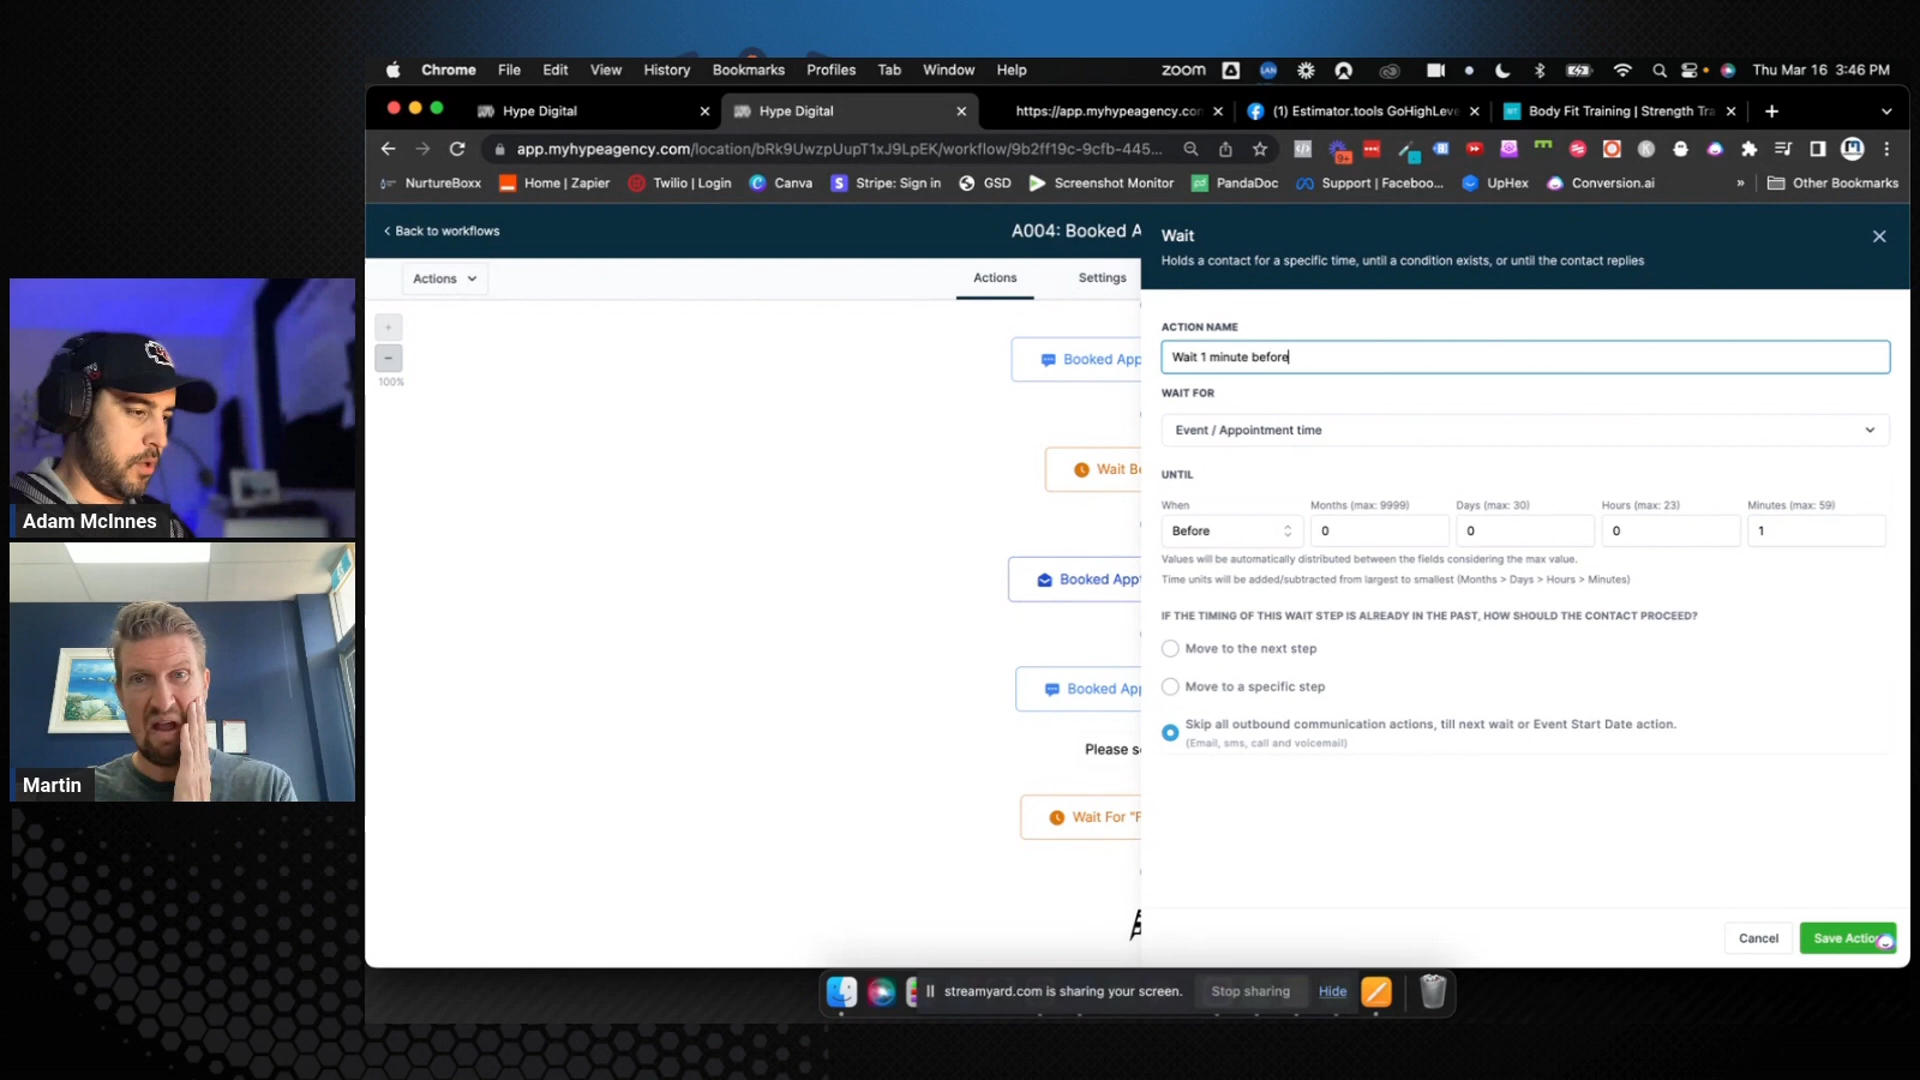 Chrome File Edit View History Bookmarks Profiles Tab Window Help
zoom
LAN
Thu Mar 16 3:46 PM
Hype Digital
Hype Digital
https://app.myhypeagency.con
(1) Estimator.tools GoHighLeve
Body Fit Training | Strength Tra
app.myhypeagency.com/location/bRk9UwzpUupT1xJ9LpEK/workflow/9b2ff19c-9cfb-445...
9+
NurtureBoxx
Home | Zapier
Twilio | Login
Canva
Stripe: Sign in
GSD
Screenshot Monitor
PandaDoc
Support | Faceboo...
UpHex
Conversion.ai
»
Other Bookmarks
Back to workflows
A004: Booked A
Actions
Actions
Settings
+
−
100%
Booked App
Wait Be
Booked Appt
Booked App
Please se
Wait For "F
Wait
Holds a contact for a specific time, until a condition exists, or until the contact replies
ACTION NAME
Wait 1 minute before
WAIT FOR
Event / Appointment time
UNTIL
When Months (max: 9999) Days (max: 30) Hours (max: 23) Minutes (max: 59)
Before 0 0 0 1
Values will be automatically distributed between the fields considering the max value.
Time units will be added/subtracted from largest to smallest (Months > Days > Hours > Minutes)
IF THE TIMING OF THIS WAIT STEP IS ALREADY IN THE PAST, HOW SHOULD THE CONTACT PROCEED?
Move to the next step
Move to a specific step
Skip all outbound communication actions, till next wait or Event Start Date action.
(Email, sms, call and voicemail)
Cancel
Save Actio
Adam McInnes
Martin
streamyard.com is sharing your screen.
Stop sharing
Hide